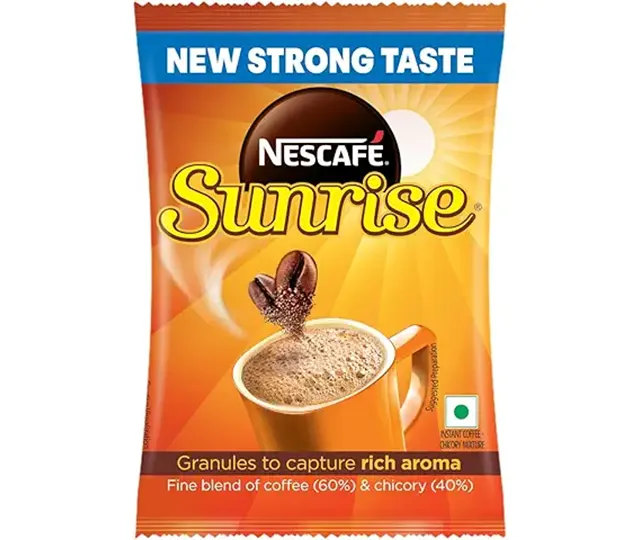 NEW STRONG TASTE
NESCAFÉ®
Sunrise®
Suggested Preparation
INSTANT COFFEE -
CHICORY MIXTURE
Granules to capture rich aroma
Fine blend of coffee (60%) & chicory (40%)